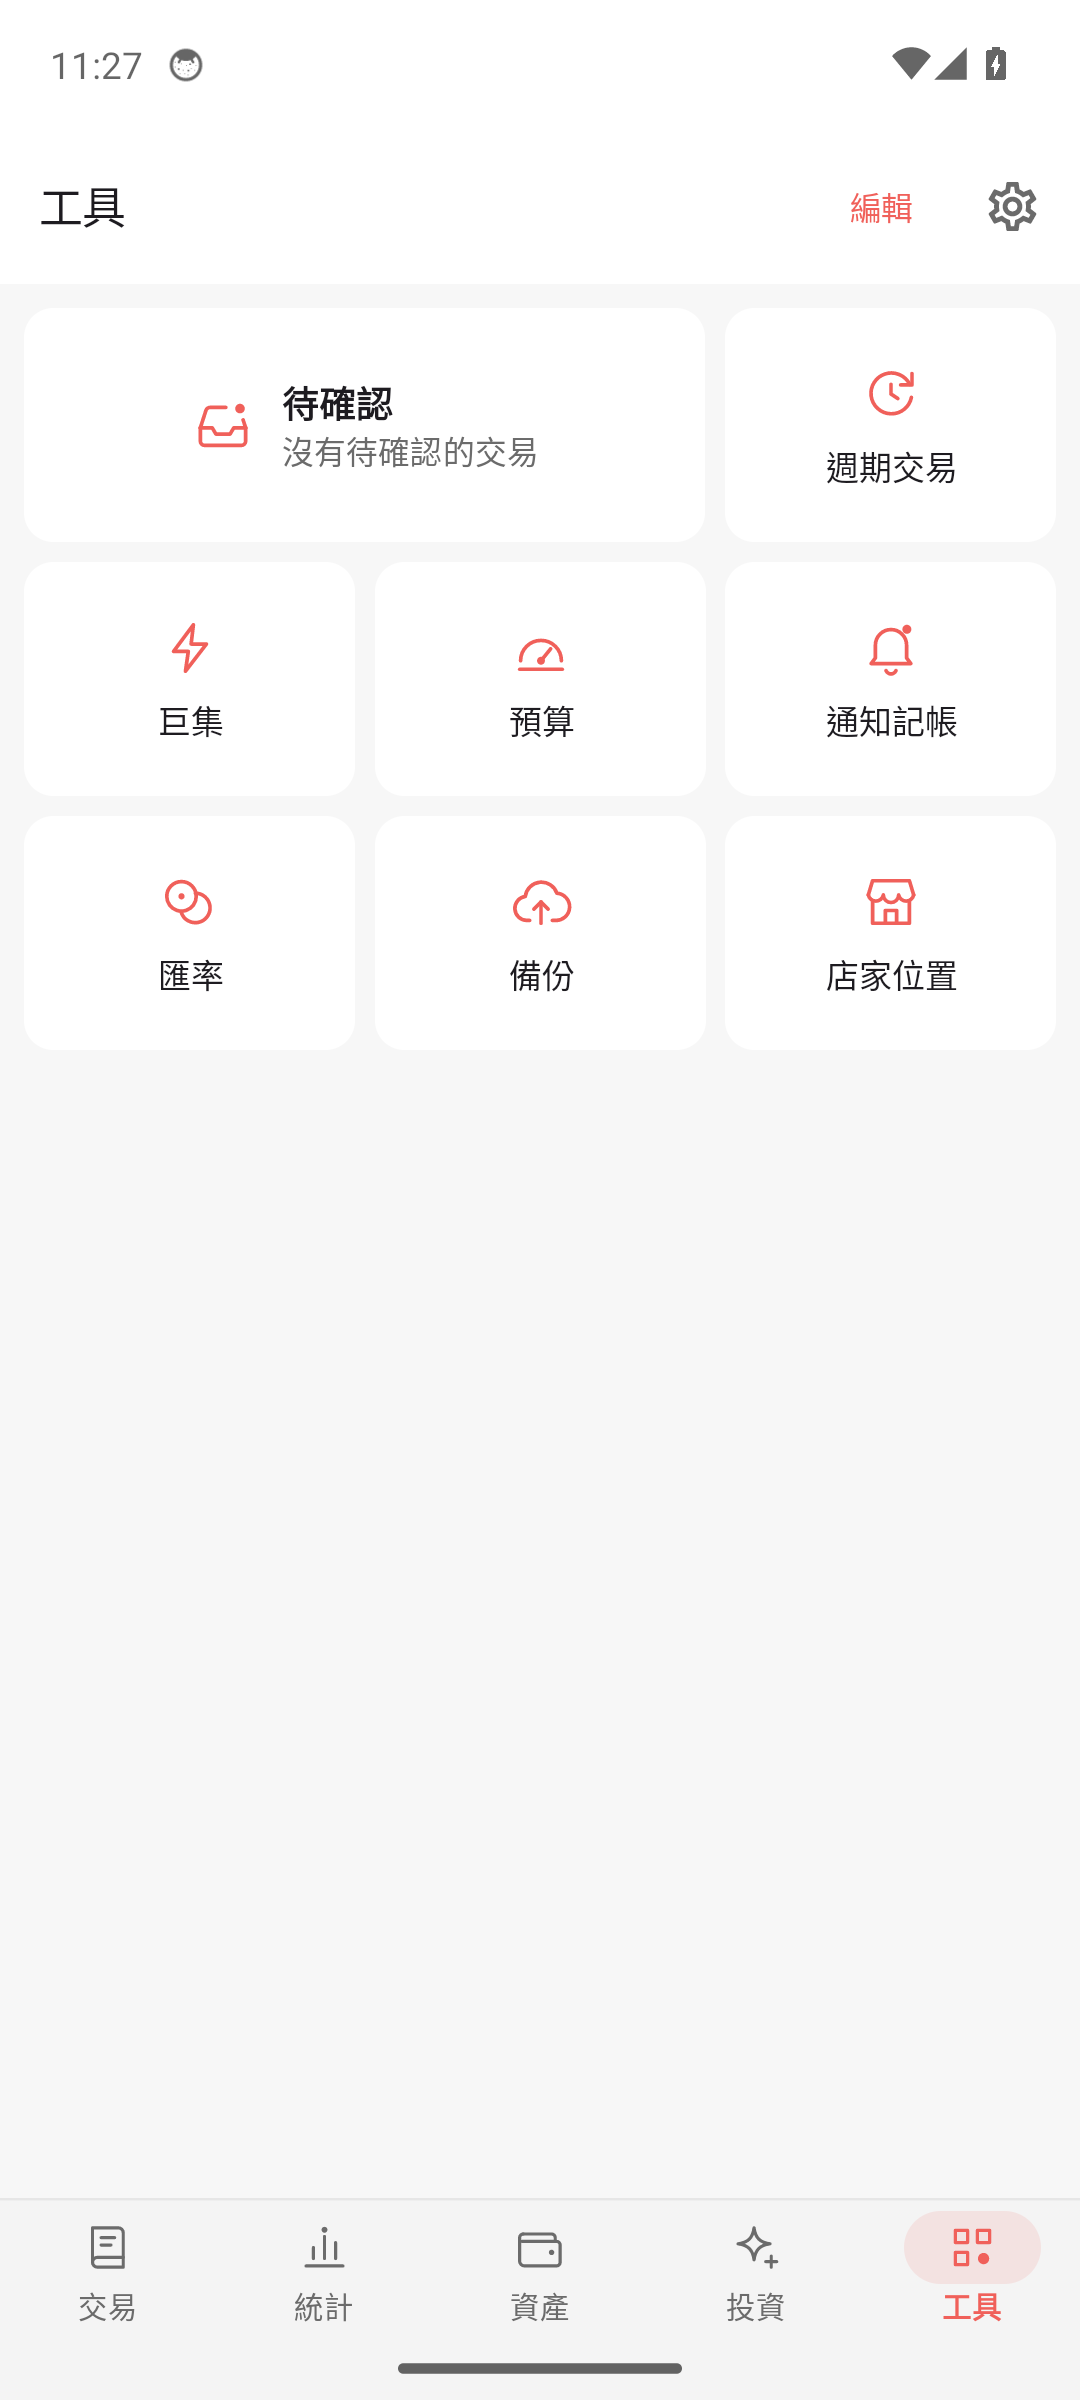 11:27
工具
編輯
待確認
沒有待確認的交易
週期交易
巨集
預算
通知記帳
匯率
備份
店家位置
交易
統計
資產
投資
工具